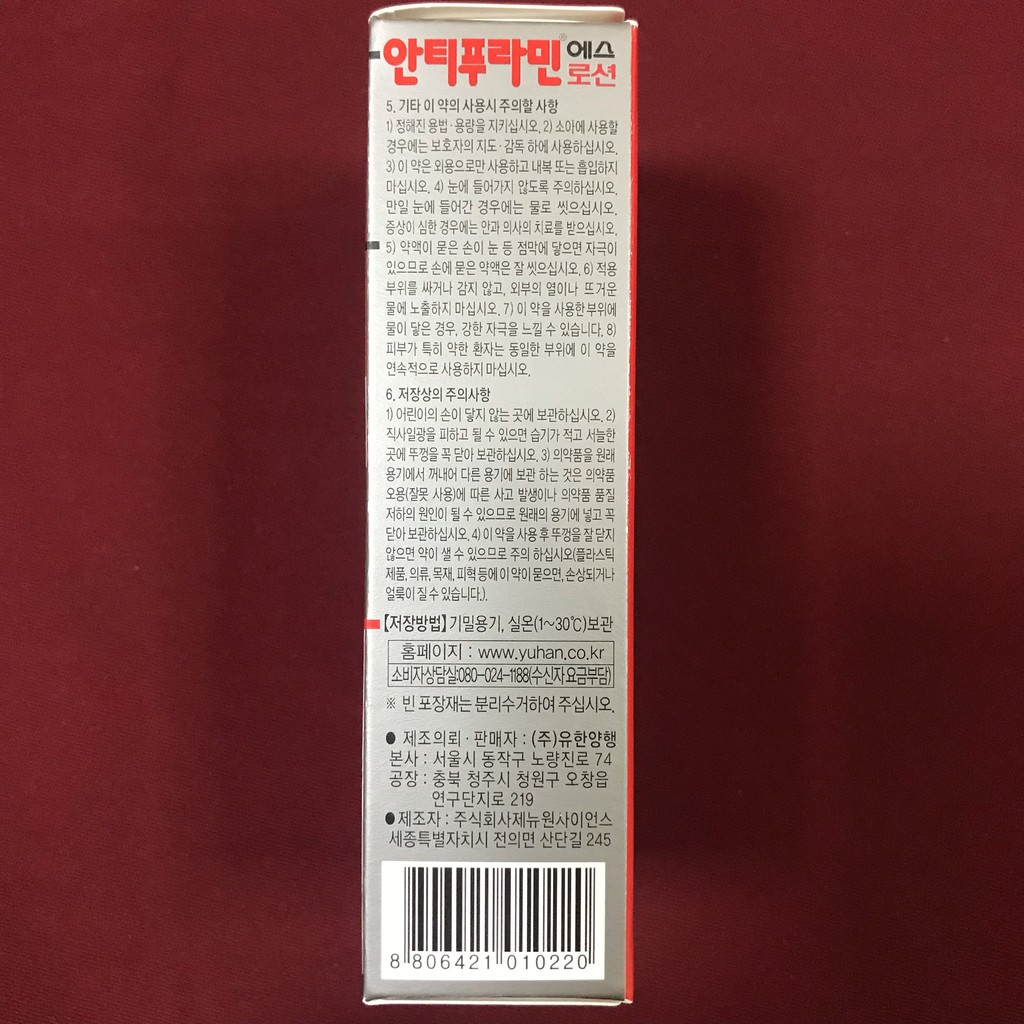 안티푸라민® 에스
로션
5. 기타 이 약의 사용시 주의할 사항
1) 정해진 용법·용량을 지키십시오. 2) 소아에 사용할
경우에는 보호자의 지도·감독 하에 사용하십시오.
3) 이 약은 외용으로만 사용하고 내복 또는 흡입하지
마십시오. 4) 눈에 들어가지 않도록 주의하십시오.
만일 눈에 들어간 경우에는 물로 씻으십시오.
증상이 심한 경우에는 안과 의사의 치료를 받으십시오.
5) 약액이 묻은 손이 눈 등 점막에 닿으면 자극이
있으므로 손에 묻은 약액은 잘 씻으십시오. 6) 적용
부위를 싸거나 감지 않고, 외부의 열이나 뜨거운
물에 노출하지 마십시오. 7) 이 약을 사용한 부위에
물이 닿은 경우, 강한 자극을 느낄 수 있습니다. 8)
피부가 특히 약한 환자는 동일한 부위에 이 약을
연속적으로 사용하지 마십시오.
6. 저장상의 주의사항
1) 어린이의 손이 닿지 않는 곳에 보관하십시오. 2)
직사일광을 피하고 될 수 있으면 습기가 적고 서늘한
곳에 뚜껑을 꼭 닫아 보관하십시오. 3) 의약품을 원래
용기에서 꺼내어 다른 용기에 보관 하는 것은 의약품
오용(잘못 사용)에 따른 사고 발생이나 의약품 품질
저하의 원인이 될 수 있으므로 원래의 용기에 넣고 꼭
닫아 보관하십시오. 4) 이 약을 사용 후 뚜껑을 잘 닫지
않으면 약이 샐 수 있으므로 주의 하십시오(플라스틱
제품, 의류, 목재, 피혁 등에 이 약이 묻으면, 손상되거나
얼룩이 질 수 있습니다.).
【저장방법】기밀용기, 실온(1~30℃)보관
홈페이지 : www.yuhan.co.kr
소비자상담실:080-024-1188(수신자 요금부담)
※ 빈 포장재는 분리수거하여 주십시오.
● 제조의뢰·판매자 : (주)유한양행
본사 : 서울시 동작구 노량진로 74
공장 : 충북 청주시 청원구 오창읍
연구단지로 219
● 제조자 : 주식회사제뉴원사이언스
세종특별자치시 전의면 산단길 245
8 806421 010220